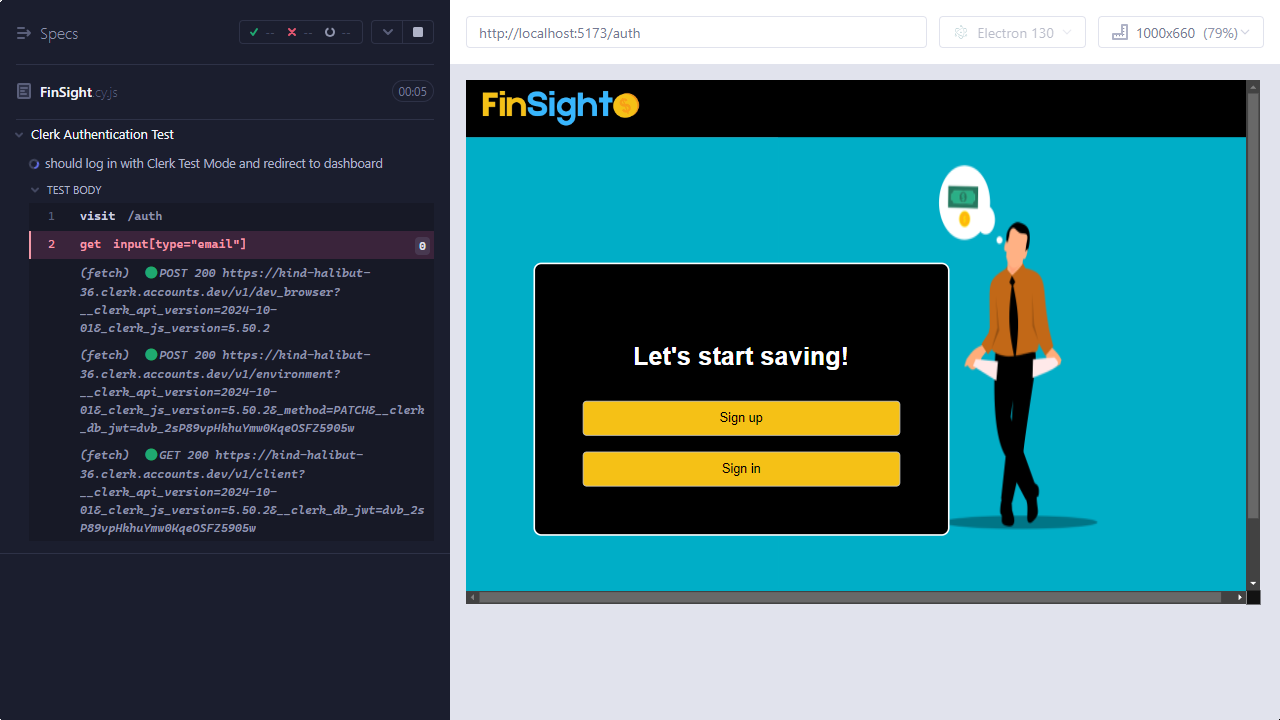 Specs
-- -- --
FinSight.cy.js
00:05
Clerk Authentication Test
should log in with Clerk Test Mode and redirect to dashboard
TEST BODY
1 visit /auth
2 get input[type="email"] 0
(fetch) POST 200 https://kind-halibut-
36.clerk.accounts.dev/v1/dev_browser?
__clerk_api_version=2024-10-
01&_clerk_js_version=5.50.2
(fetch) POST 200 https://kind-halibut-
36.clerk.accounts.dev/v1/environment?
__clerk_api_version=2024-10-
01&_clerk_js_version=5.50.2&_method=PATCH&__clerk
_db_jwt=dvb_2sP89vpHkhuYmw0KqeOSFZ5905w
(fetch) GET 200 https://kind-halibut-
36.clerk.accounts.dev/v1/client?
__clerk_api_version=2024-10-
01&_clerk_js_version=5.50.2&__clerk_db_jwt=dvb_2s
P89vpHkhuYmw0KqeOSFZ5905w
http://localhost:5173/auth
Electron 130
1000x660 (79%)
FinSight$
Let's start saving!
Sign up
Sign in